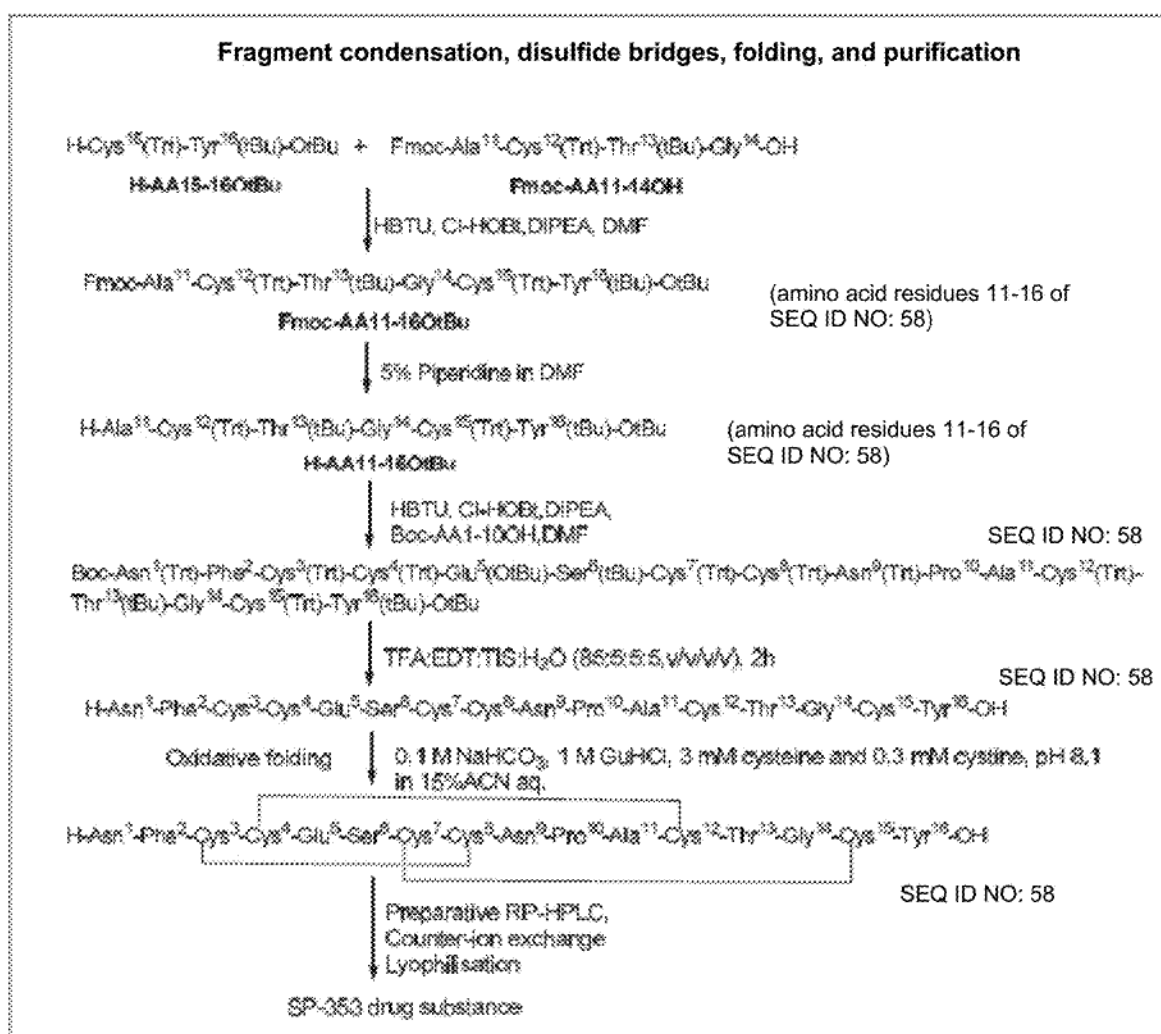 Fragment condensation, disulfide bridges, folding, and purification
H-Cys¹⁵(Trt)-Tyr¹⁶(tBu)-OtBu + Fmoc-Ala¹¹-Cys¹²(Trt)-Thr¹³(tBu)-Gly¹⁴-OH
H-AA15-16OtBu Fmoc-AA11-14OH
HBTU, Cl-HOBt,DIPEA, DMF
Fmoc-Ala¹¹-Cys¹²(Trt)-Thr¹³(tBu)-Gly¹⁴-Cys¹⁵(Trt)-Tyr¹⁶(tBu)-OtBu
(amino acid residues 11-16 of
SEQ ID NO: 58)
Fmoc-AA11-16OtBu
5% Piperidine in DMF
H-Ala¹¹-Cys¹²(Trt)-Thr¹³(tBu)-Gly¹⁴-Cys¹⁵(Trt)-Tyr¹⁶(tBu)-OtBu
(amino acid residues 11-16 of
SEQ ID NO: 58)
H-AA11-16OtBu
HBTU, Cl-HOBt,DIPEA,
Boc-AA1-10OH,DMF
SEQ ID NO: 58
Boc-Asn¹(Trt)-Phe²-Cys³(Trt)-Cys⁴(Trt)-Glu⁵(OtBu)-Ser⁶(tBu)-Cys⁷(Trt)-Cys⁸(Trt)-Asn⁹(Trt)-Pro¹⁰-Ala¹¹-Cys¹²(Trt)-
Thr¹³(tBu)-Gly¹⁴-Cys¹⁵(Trt)-Tyr¹⁶(tBu)-OtBu
TFA:EDT:TIS:H₂O (85:5:5:5,v/v/v/v), 2h
SEQ ID NO: 58
H-Asn¹-Phe²-Cys³-Cys⁴-Glu⁵-Ser⁶-Cys⁷-Cys⁸-Asn⁹-Pro¹⁰-Ala¹¹-Cys¹²-Thr¹³-Gly¹⁴-Cys¹⁵-Tyr¹⁶-OH
Oxidative folding
0.1 M NaHCO₃, 1 M GuHCl, 3 mM cysteine and 0.3 mM cystine, pH 8.1
in 15%ACN aq.
H-Asn¹-Phe²-Cys³-Cys⁴-Glu⁵-Ser⁶-Cys⁷-Cys⁸-Asn⁹-Pro¹⁰-Ala¹¹-Cys¹²-Thr¹³-Gly¹⁴-Cys¹⁵-Tyr¹⁶-OH
SEQ ID NO: 58
Preparative RP-HPLC,
Counter-ion exchange
Lyophilisation
SP-353 drug substance